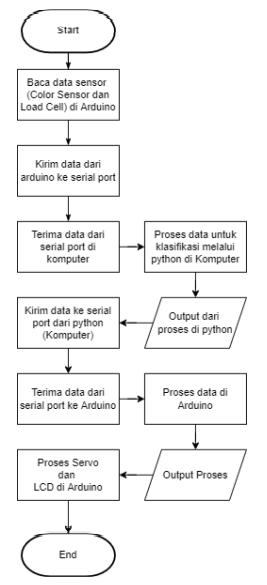 Start
Baca data sensor
(Color Sensor dan
Load Cell) di Arduino
Kirim data dari
arduino ke serial port
Terima data dari
serial port di
komputer
Proses data untuk
klasifikasi melalui
python di Komputer
Output dari
proses di python
Kirim data ke serial
port dari python
(Komputer)
Terima data dari
serial port ke Arduino
Proses data di
Arduino
Output Proses
Proses Servo
dan
LCD di Arduino
End